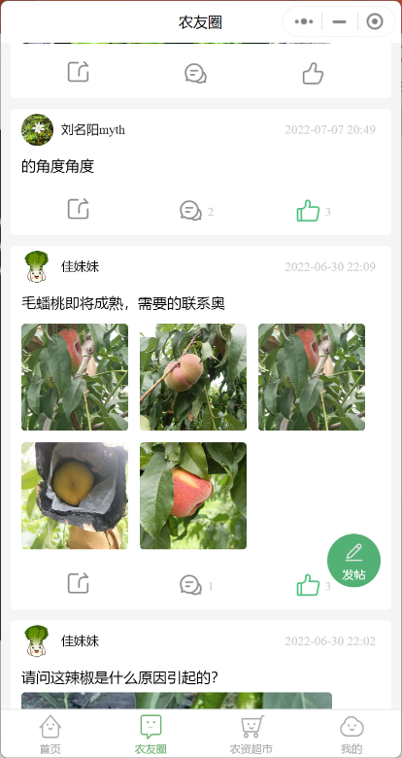 农友圈
刘名阳myth 2022-07-07 20:49
的角度角度
2 3
佳妹妹 2022-06-30 22:09
毛蟠桃即将成熟，需要的联系奥
1 3
发帖
佳妹妹 2022-06-30 22:02
请问这辣椒是什么原因引起的？
首页 农友圈 农资超市 我的